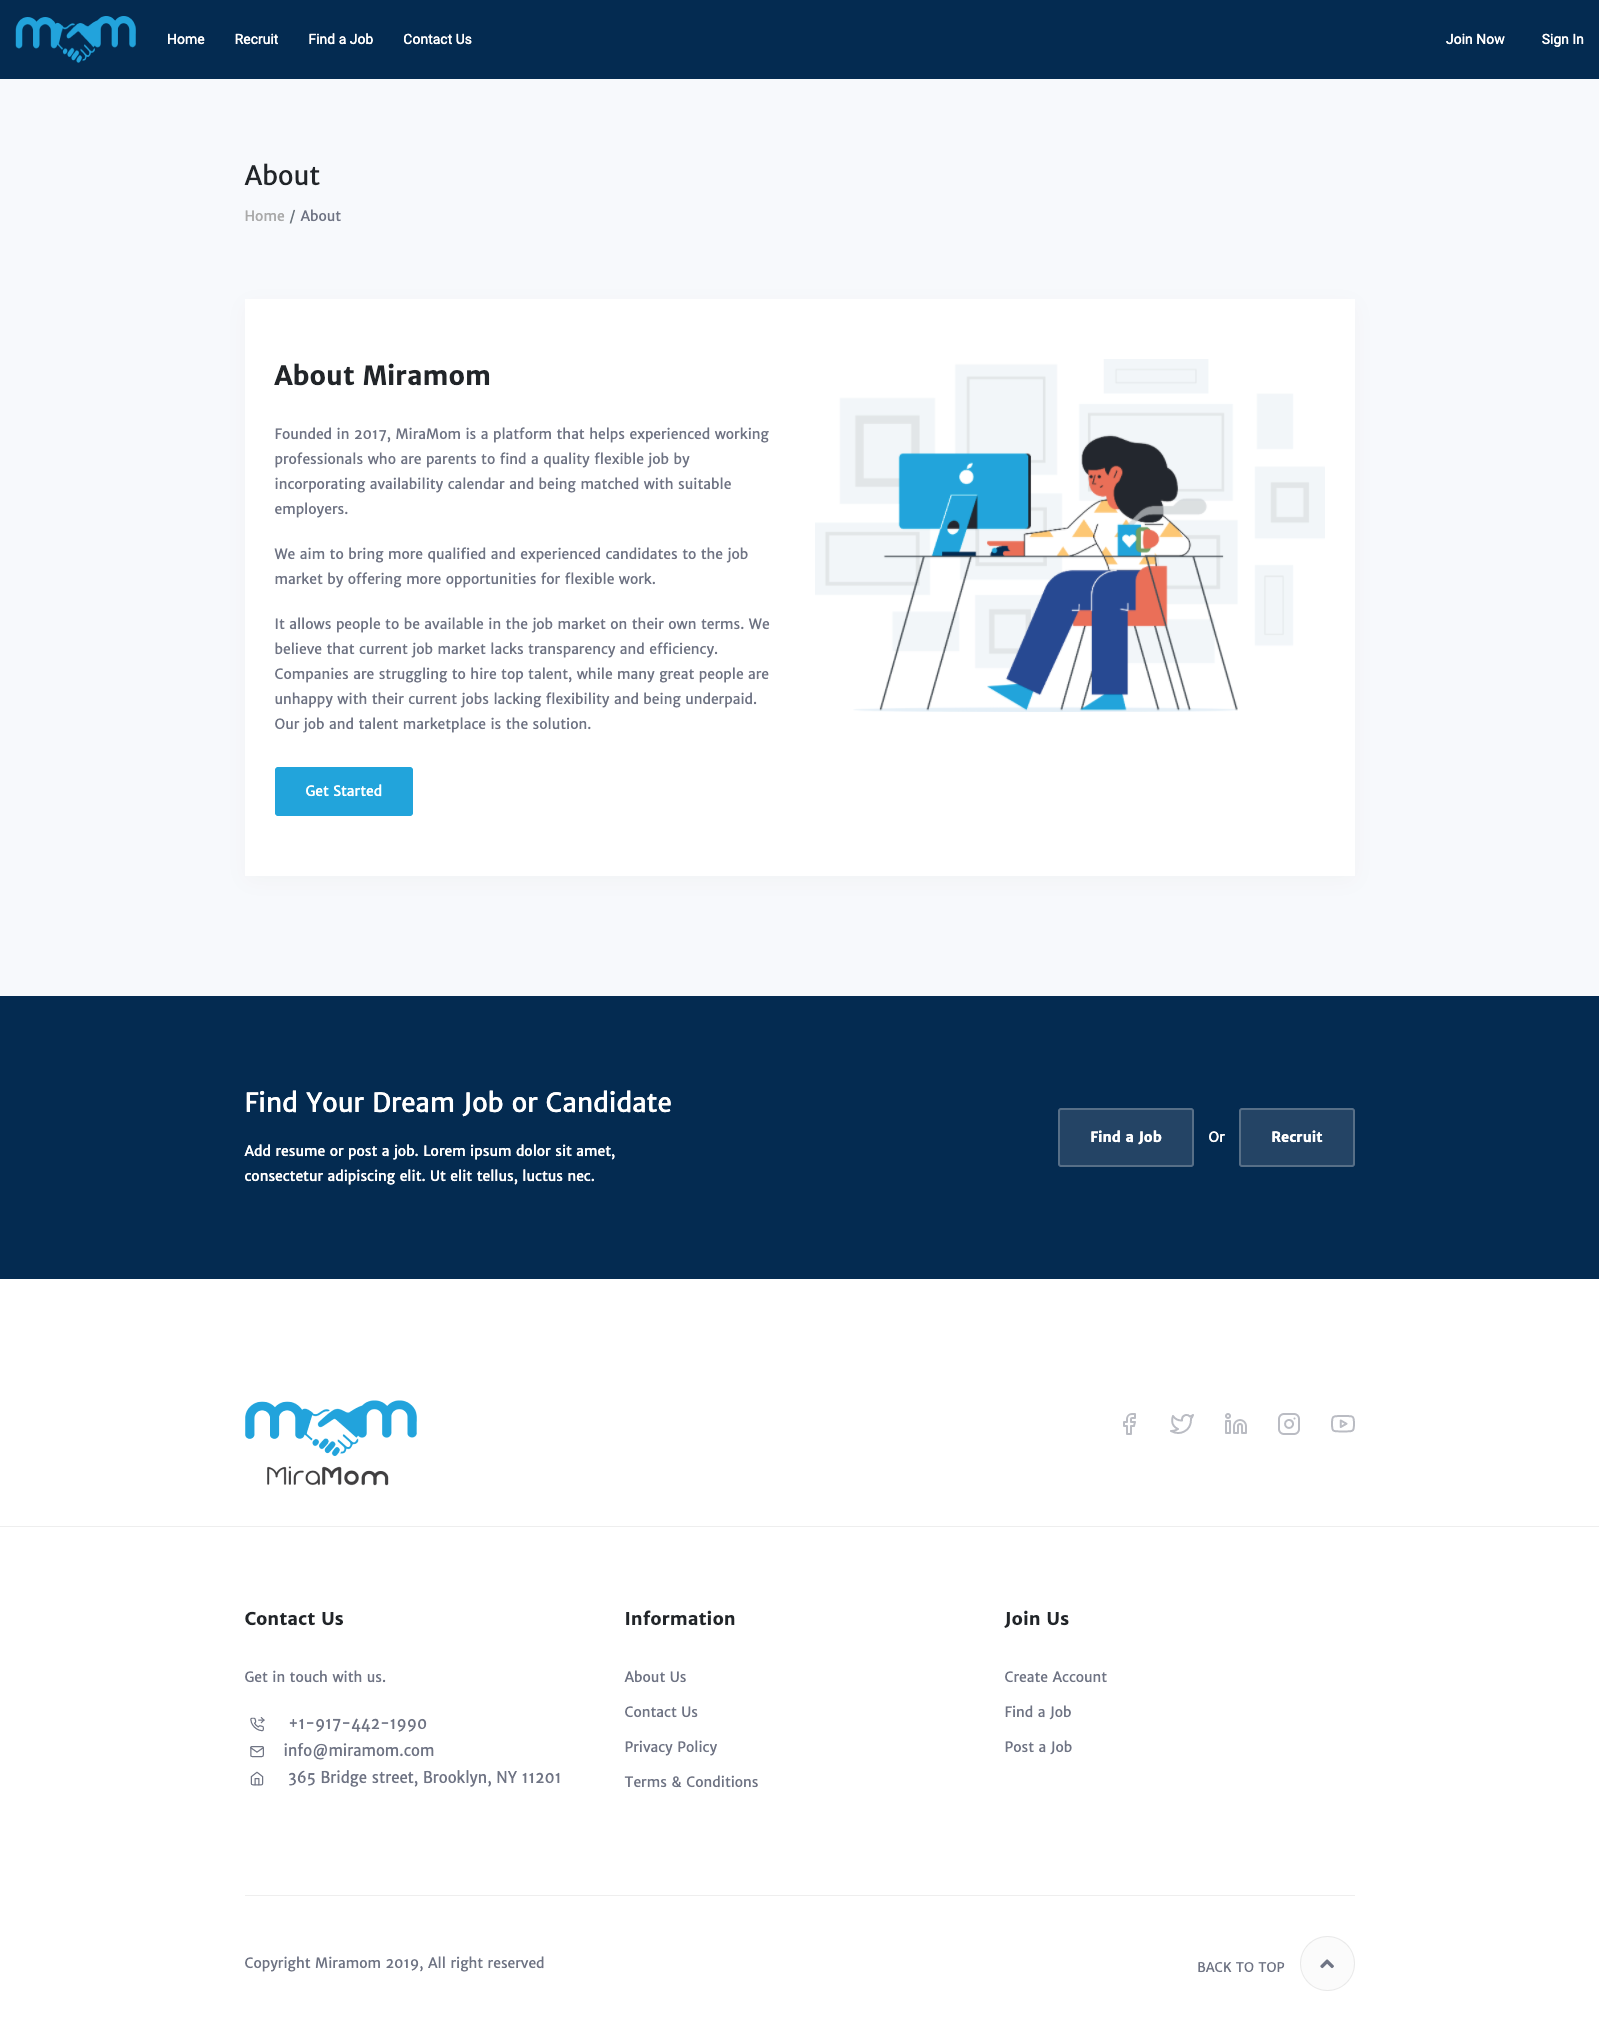 mom
Home
Recruit
Find a Job
Contact Us
Join Now
Sign In
About
Home / About
About Miramom
Founded in 2017, MiraMom is a platform that helps experienced working
professionals who are parents to find a quality flexible job by
incorporating availability calendar and being matched with suitable
employers.
We aim to bring more qualified and experienced candidates to the job
market by offering more opportunities for flexible work.
It allows people to be available in the job market on their own terms. We
believe that current job market lacks transparency and efficiency.
Companies are struggling to hire top talent, while many great people are
unhappy with their current jobs lacking flexibility and being underpaid.
Our job and talent marketplace is the solution.
Get Started
Find Your Dream Job or Candidate
Add resume or post a job. Lorem ipsum dolor sit amet,
consectetur adipiscing elit. Ut elit tellus, luctus nec.
Find a Job
Or
Recruit
mom
MiraMom
Contact Us
Get in touch with us.
+1-917-442-1990
info@miramom.com
365 Bridge street, Brooklyn, NY 11201
Information
About Us
Contact Us
Privacy Policy
Terms & Conditions
Join Us
Create Account
Find a Job
Post a Job
Copyright Miramom 2019, All right reserved
BACK TO TOP